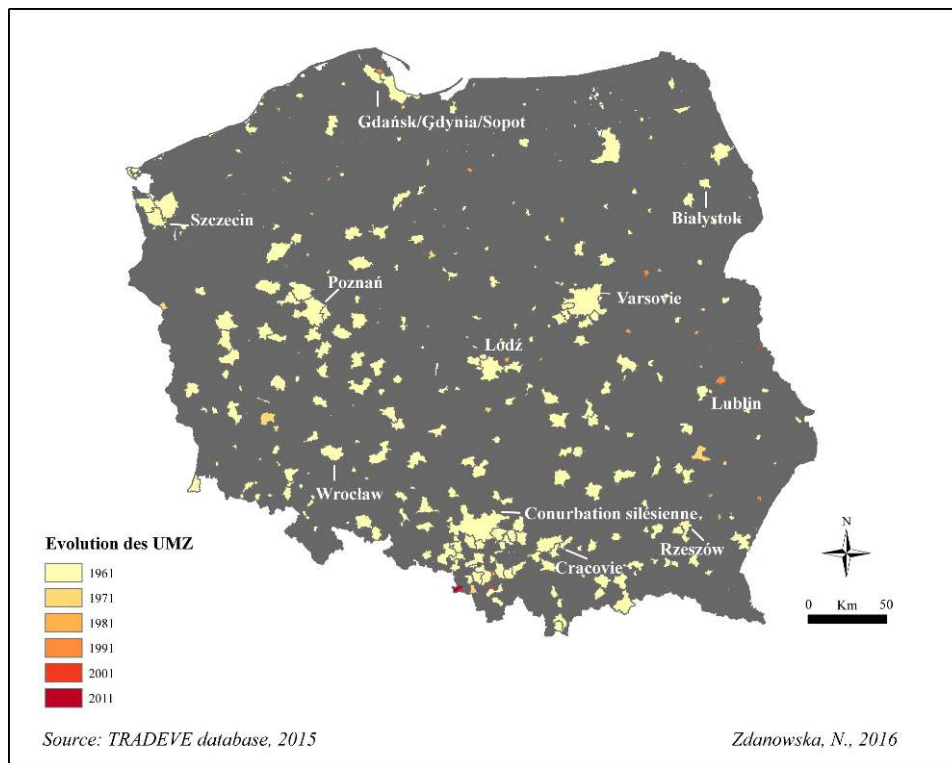 Gdańsk/Gdynia/Sopot
Białystok
Szczecin
Poznań
Varsovie
Łódź
Lublin
Wrocław
Conurbation silésienne
Rzeszów
Cracovie
N
Evolution des UMZ
1961
1971
1981
1991
2001
2011
0 Km 50
Source: TRADEVE database, 2015
Zdanowska, N., 2016